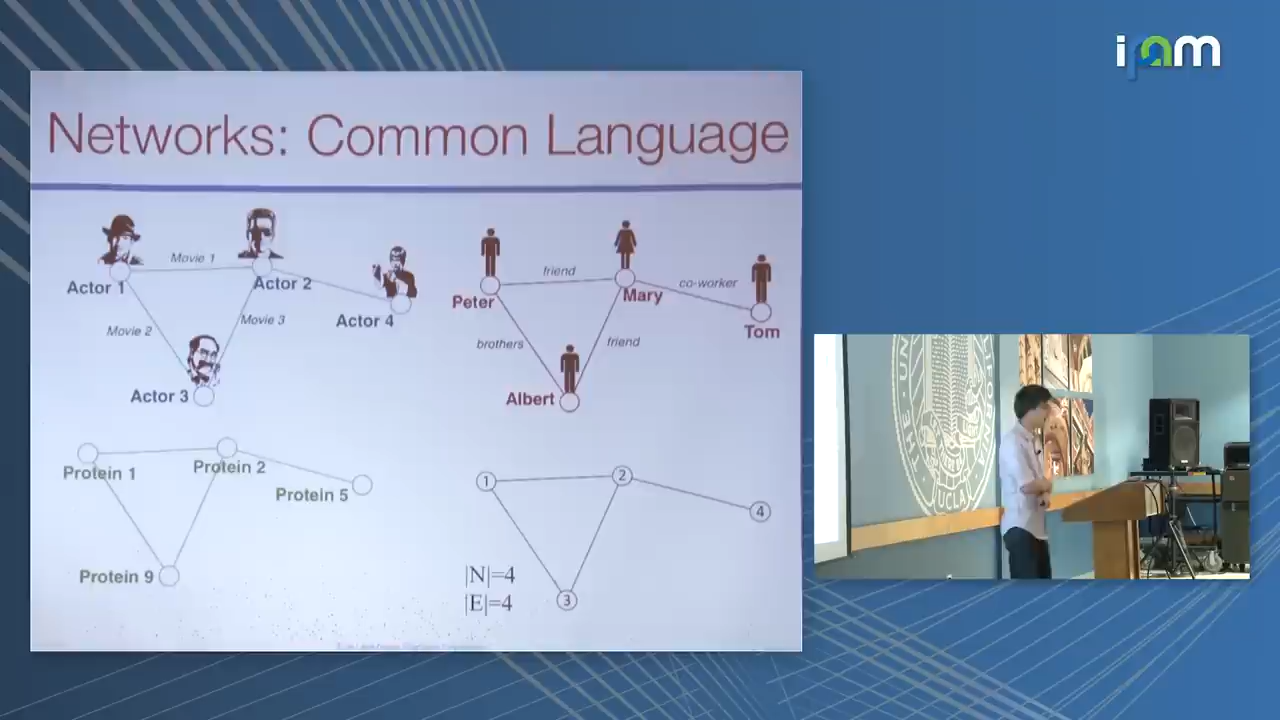 ipam
Networks: Common Language
Movie 1
Actor 1
Actor 2
Movie 2
Movie 3
Actor 4
Actor 3
friend
Peter
Mary
co-worker
Tom
brothers
friend
Albert
Protein 1
Protein 2
Protein 5
Protein 9
1
2
4
3
|N|=4
|E|=4
THE
UCLA